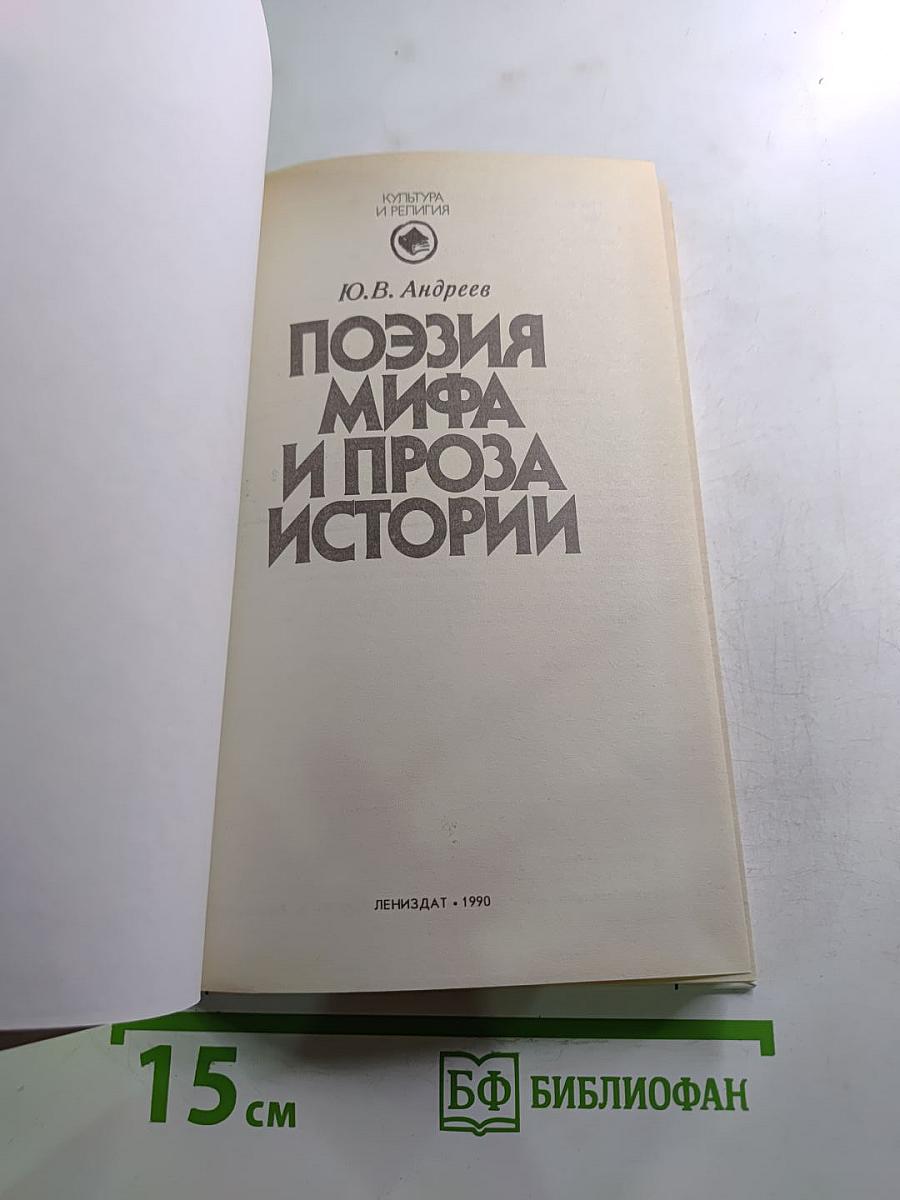 КУЛЬТУРА
И РЕЛИГИЯ
Ю.В. Андреев
ПОЭЗИЯ
МИФА
И ПРОЗА
ИСТОРИИ
ЛЕНИЗДАТ • 1990
15 см
БФ БИБЛИОФАН